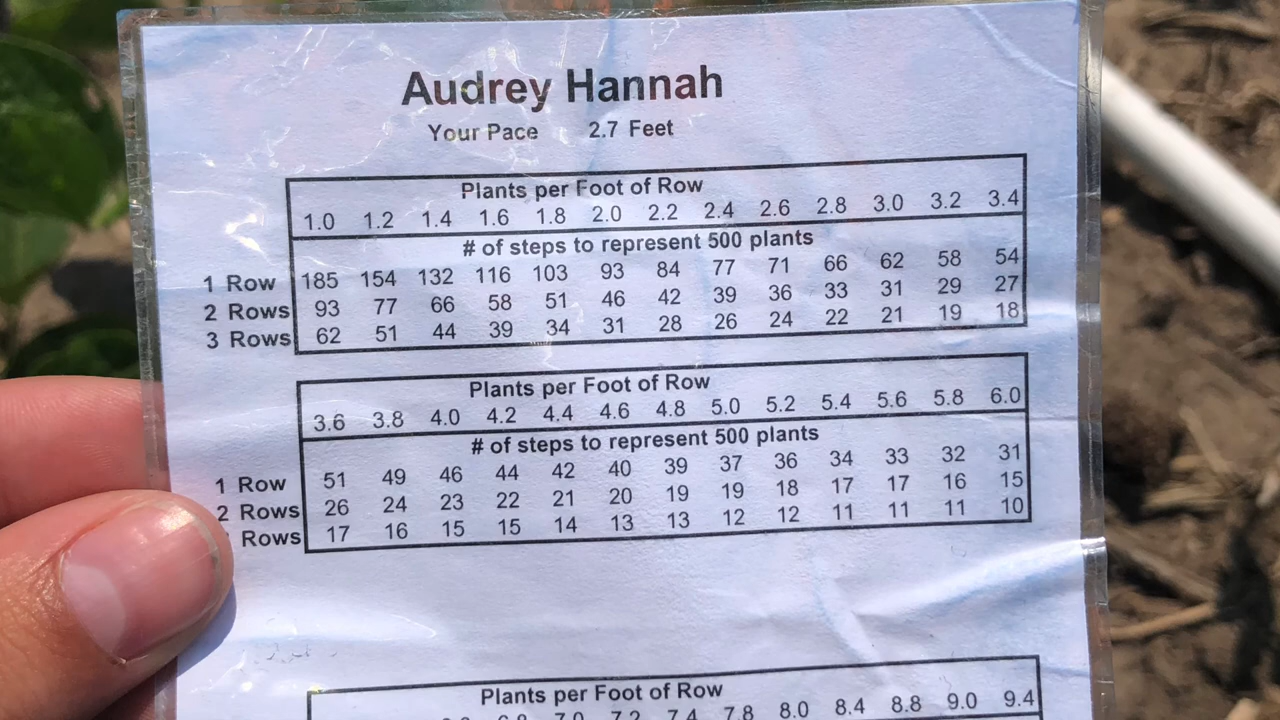 Audrey Hannah
Your Pace 2.7 Feet
Plants per Foot of Row
1.0 1.2 1.4 1.6 1.8 2.0 2.2 2.4 2.6 2.8 3.0 3.2 3.4
# of steps to represent 500 plants
1 Row 185 154 132 116 103 93 84 77 71 66 62 58 54
2 Rows 93 77 66 58 51 46 42 39 36 33 31 29 27
3 Rows 62 51 44 39 34 31 28 26 24 22 21 19 18
Plants per Foot of Row
3.6 3.8 4.0 4.2 4.4 4.6 4.8 5.0 5.2 5.4 5.6 5.8 6.0
# of steps to represent 500 plants
1 Row 51 49 46 44 42 40 39 37 36 34 33 32 31
2 Rows 26 24 23 22 21 20 19 19 18 17 17 16 15
Rows 17 16 15 15 14 13 13 12 12 11 11 11 10
Plants per Foot of Row
7.0 7.2 7.4 7.8 8.0 8.4 8.8 9.0 9.4